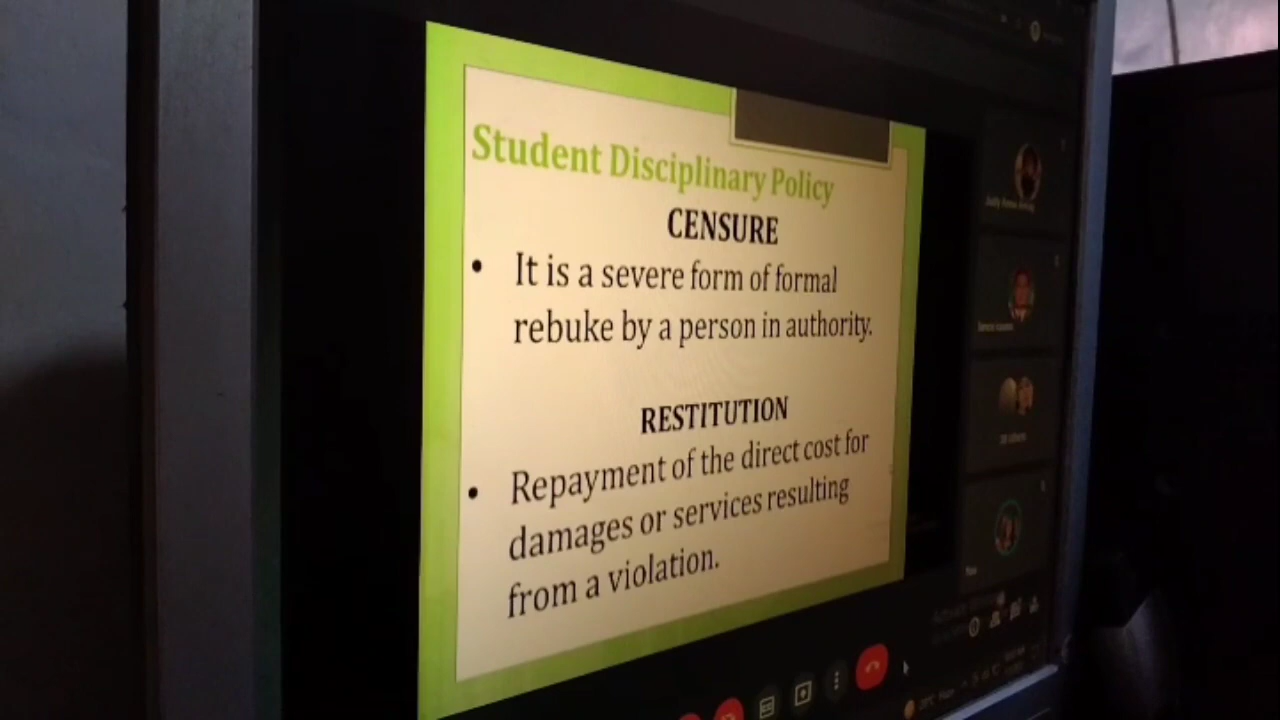 Student Disciplinary Policy
CENSURE
• It is a severe form of formal
rebuke by a person in authority.
RESTITUTION
• Repayment of the direct cost for
damages or services resulting
from a violation.